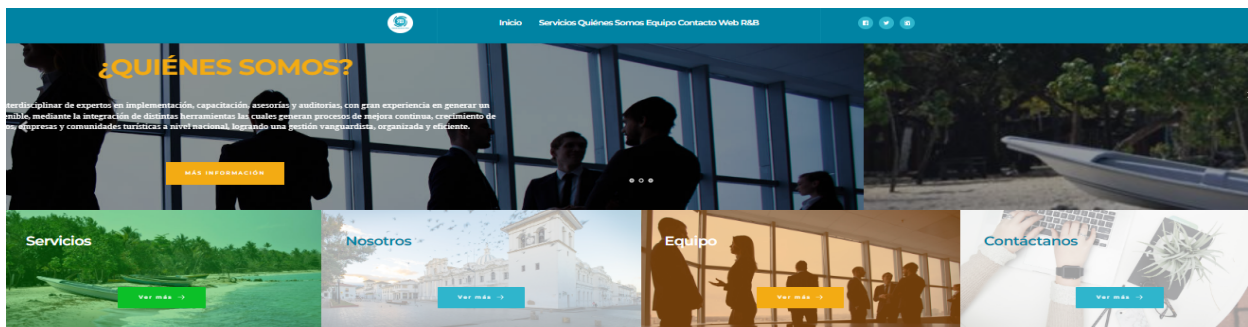 Inicio Servicios Quiénes Somos Equipo Contacto Web R&B
¿QUIÉNES SOMOS?
terdisciplinar de expertos en implementación, capacitación, asesorías y auditorias, con gran experiencia en generar un
enible, mediante la integración de distintas herramientas las cuales generan procesos de mejora continua, crecimiento de
os, empresas y comunidades turísticas a nivel nacional, logrando una gestión vanguardista, organizada y eficiente.
MÁS INFORMACIÓN
Servicios
Nosotros
Equipo
Contáctanos
Ver más →
Ver más →
Ver más →
Ver más →